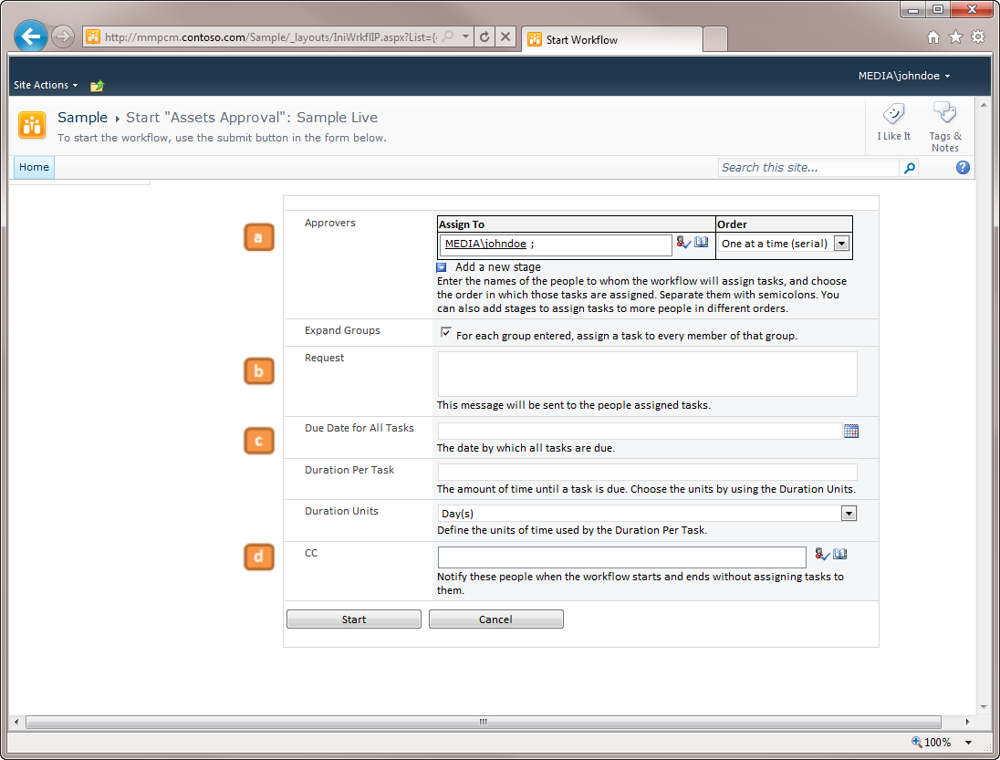 http://mmpcm.contoso.com/Sample/_layouts/IniWrkflIP.aspx?List={
Start Workflow
MEDIA\johndoe
Site Actions
Sample ▸ Start "Assets Approval": Sample Live
To start the workflow, use the submit button in the form below.
I Like It
Tags &
Notes
Home
Search this site...
a
Approvers
Assign To
Order
MEDIA\johndoe ;
One at a time (serial)
Add a new stage
Enter the names of the people to whom the workflow will assign tasks, and choose
the order in which those tasks are assigned. Separate them with semicolons. You
can also add stages to assign tasks to more people in different orders.
Expand Groups
For each group entered, assign a task to every member of that group.
b
Request
This message will be sent to the people assigned tasks.
c
Due Date for All Tasks
The date by which all tasks are due.
Duration Per Task
The amount of time until a task is due. Choose the units by using the Duration Units.
Duration Units
Day(s)
Define the units of time used by the Duration Per Task.
d
CC
Notify these people when the workflow starts and ends without assigning tasks to
them.
Start
Cancel
100%